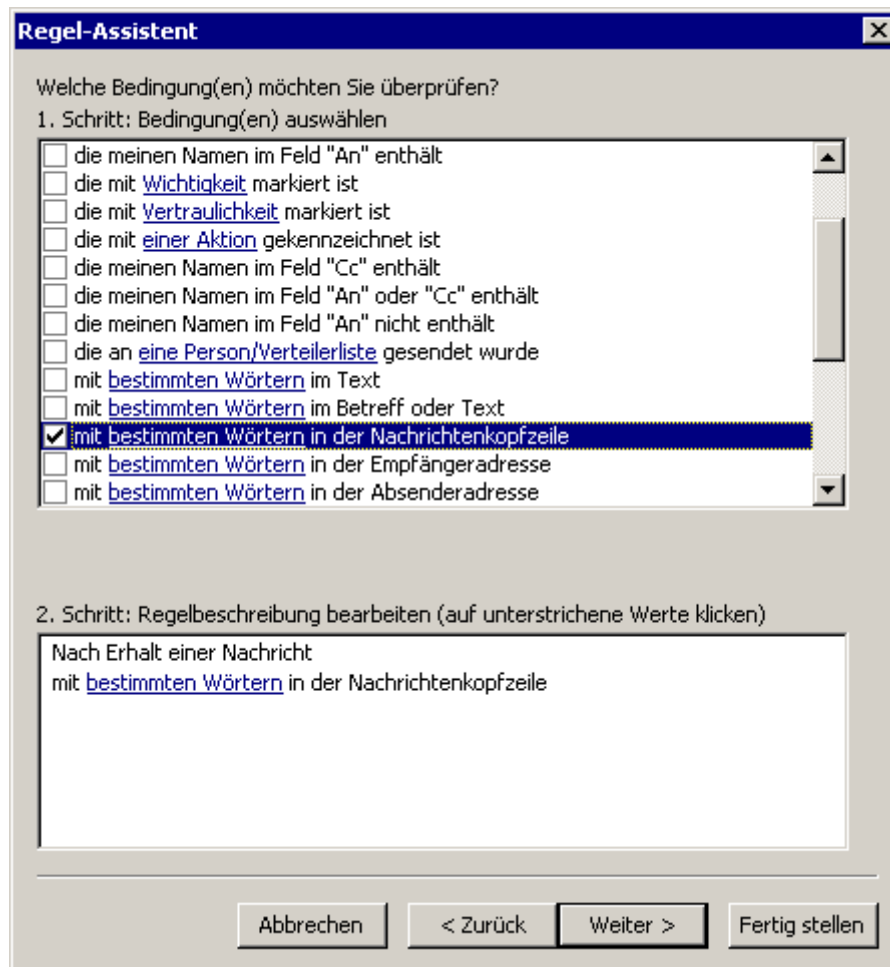 Regel-Assistent
Welche Bedingung(en) möchten Sie überprüfen?
1. Schritt: Bedingung(en) auswählen
die meinen Namen im Feld "An" enthält
die mit Wichtigkeit markiert ist
die mit Vertraulichkeit markiert ist
die mit einer Aktion gekennzeichnet ist
die meinen Namen im Feld "Cc" enthält
die meinen Namen im Feld "An" oder "Cc" enthält
die meinen Namen im Feld "An" nicht enthält
die an eine Person/Verteilerliste gesendet wurde
mit bestimmten Wörtern im Text
mit bestimmten Wörtern im Betreff oder Text
mit bestimmten Wörtern in der Nachrichtenkopfzeile
mit bestimmten Wörtern in der Empfängeradresse
mit bestimmten Wörtern in der Absenderadresse
2. Schritt: Regelbeschreibung bearbeiten (auf unterstrichene Werte klicken)
Nach Erhalt einer Nachricht
mit bestimmten Wörtern in der Nachrichtenkopfzeile
Abbrechen < Zurück Weiter > Fertig stellen